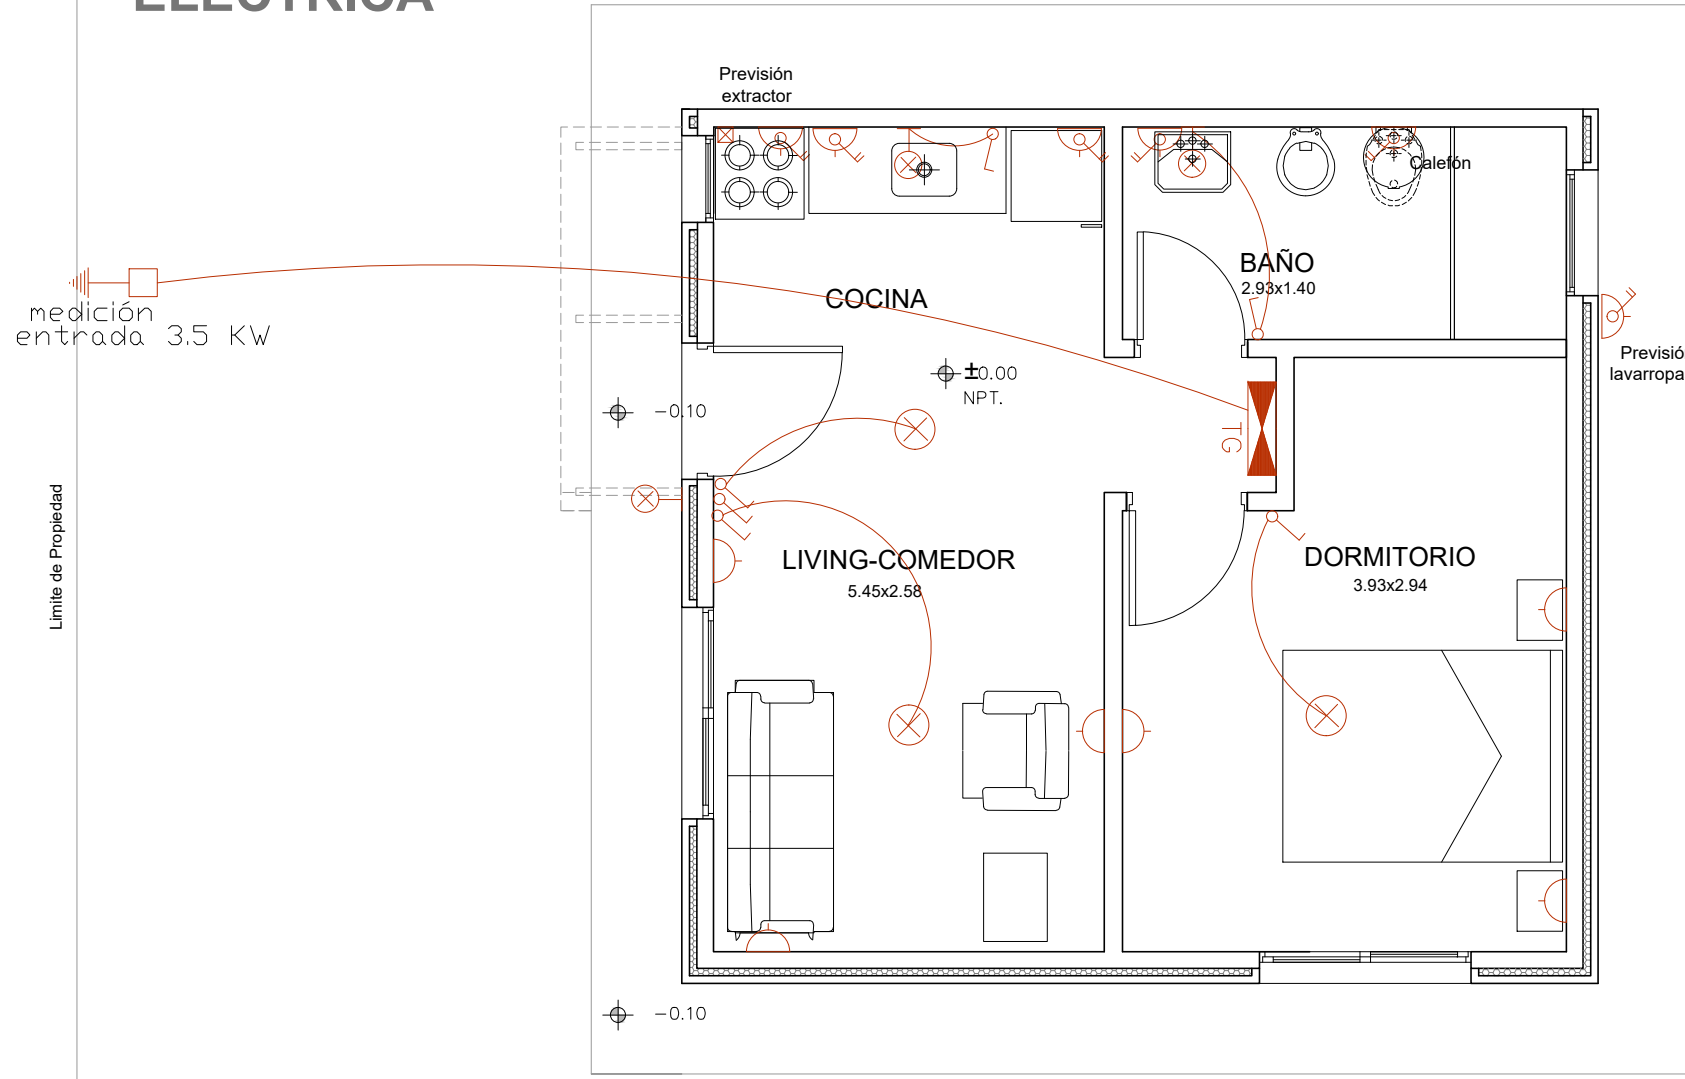 ELÉCTRICA
Previsión
extractor
Calefón
BAÑO
2.93x1.40
COCINA
medición
entrada 3.5 KW
Previsió
lavarropa
±0.00
NPT.
-0.10
TG
Limite de Propiedad
LIVING-COMEDOR
5.45x2.58
DORMITORIO
3.93x2.94
-0.10